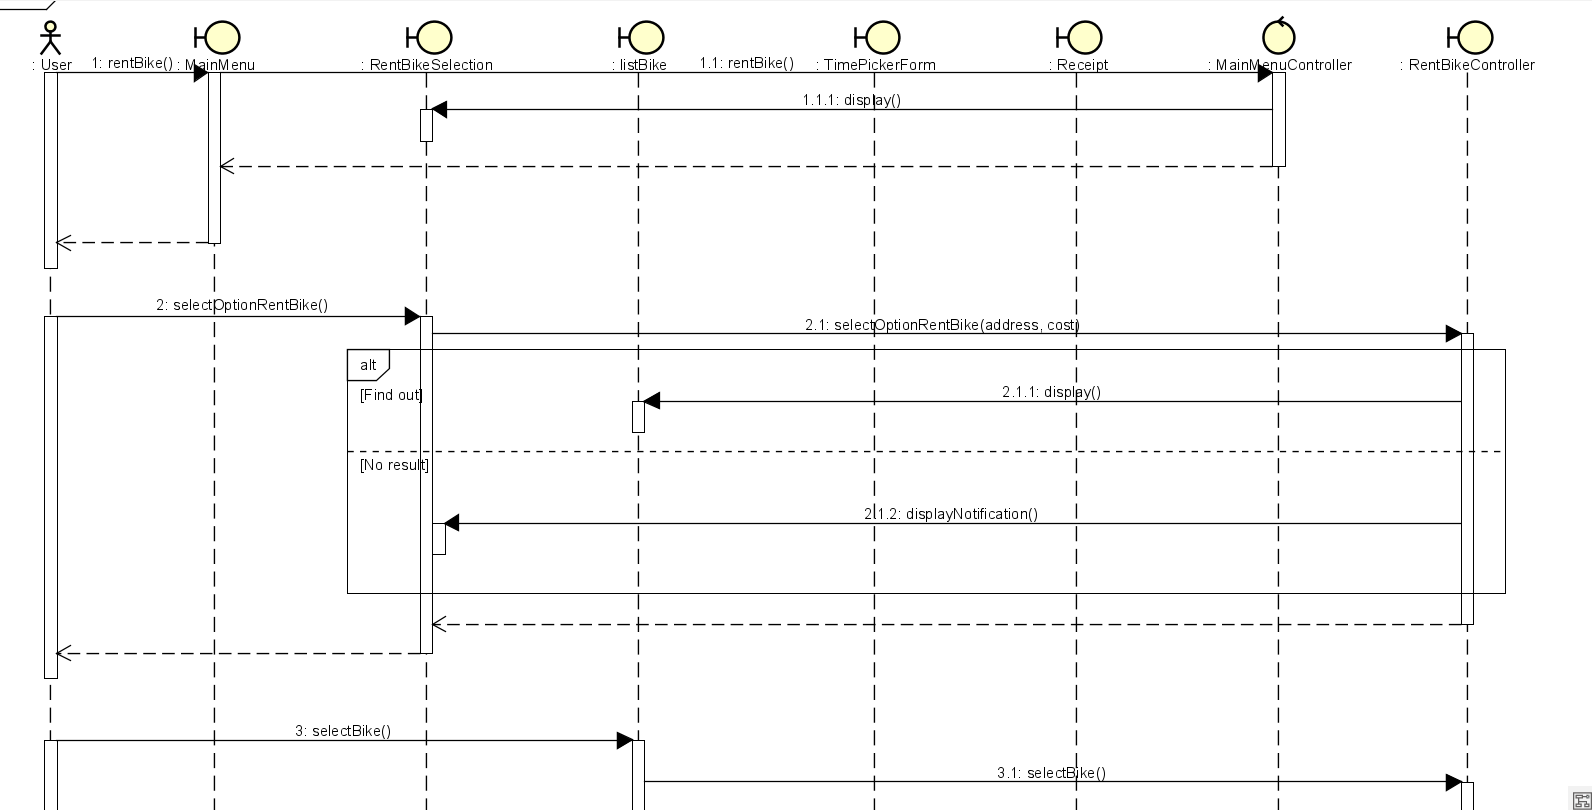 : User
: MainMenu
: RentBikeSelection
: listBike
: TimePickerForm
: Receipt
: MainMenuController
: RentBikeController
1: rentBike()
1.1: rentBike()
1.1.1: display()
2: selectOptionRentBike()
2.1: selectOptionRentBike(address, cost)
alt
[Find out]
2.1.1: display()
[No result]
2.1.2: displayNotification()
3: selectBike()
3.1: selectBike()